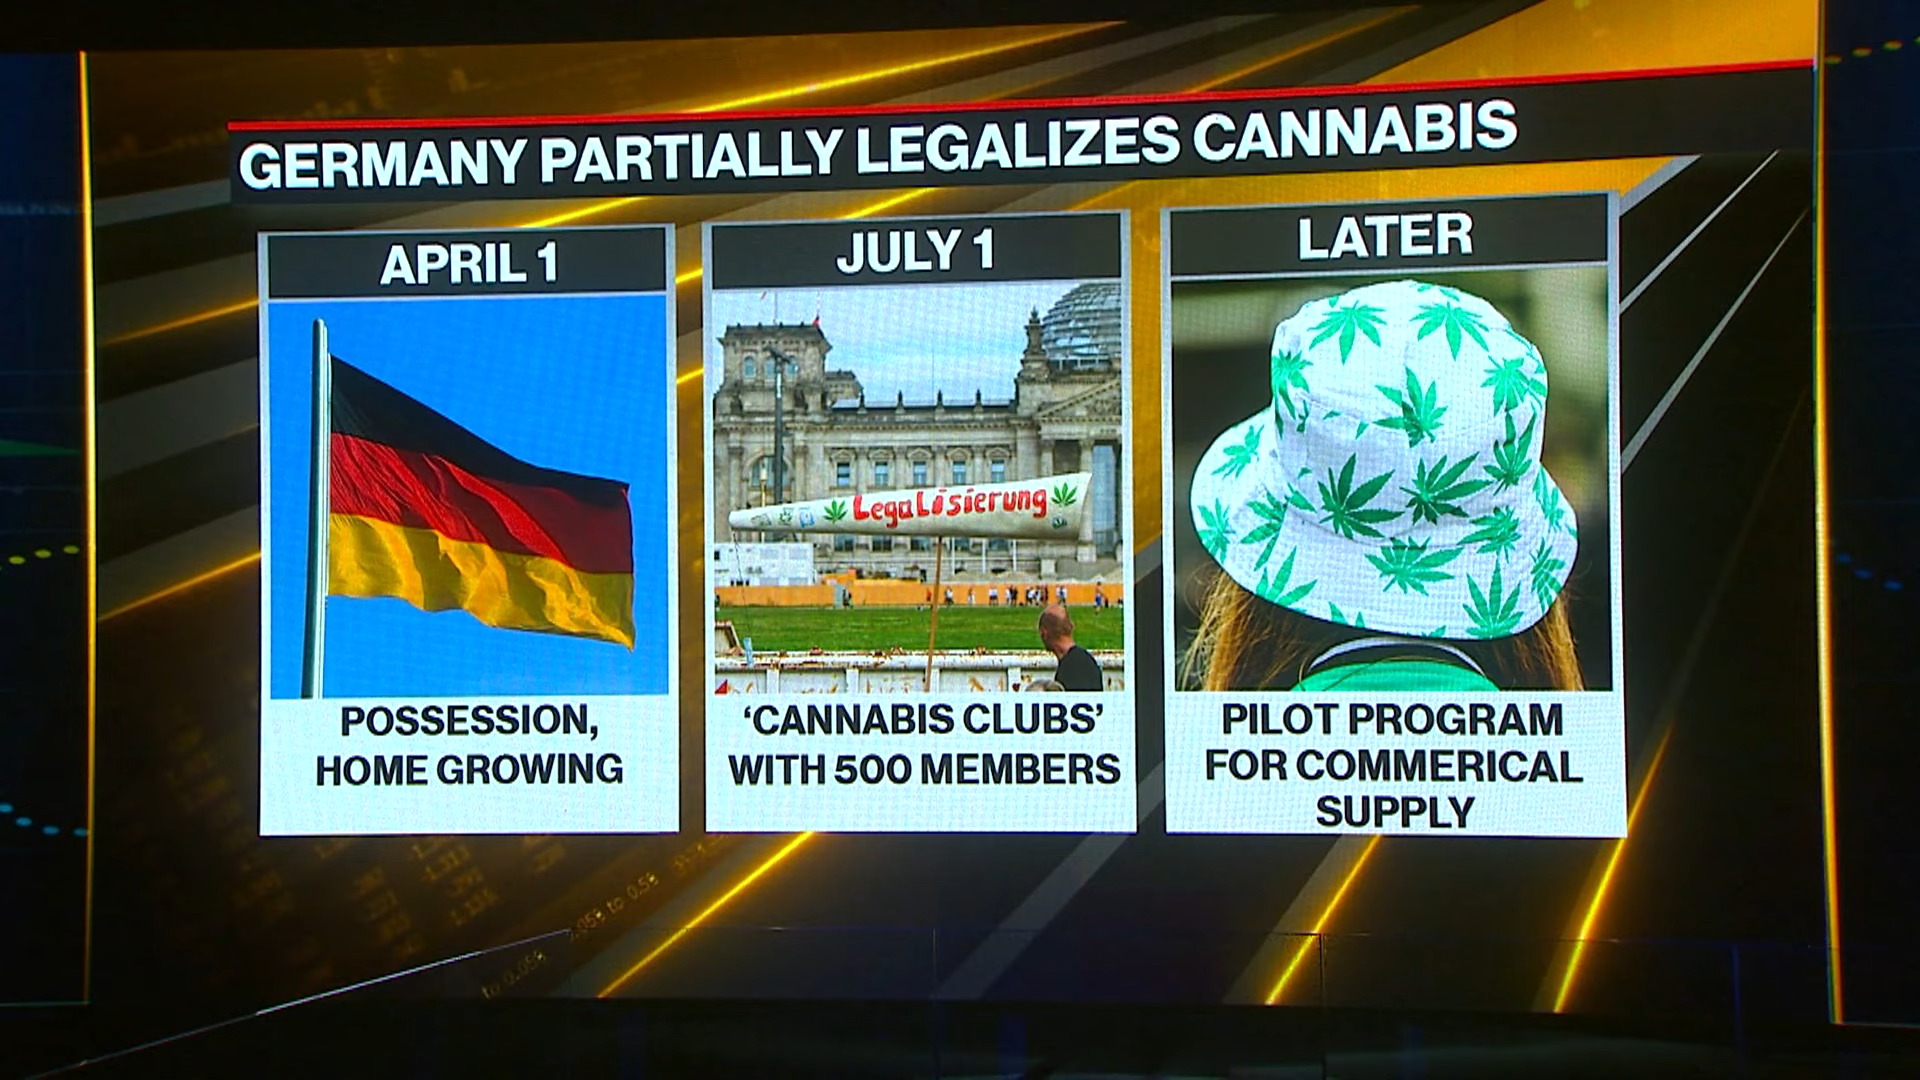 GERMANY PARTIALLY LEGALIZES CANNABIS
APRIL 1
POSSESSION,
HOME GROWING
JULY 1
LegaLisierung
'CANNABIS CLUBS'
WITH 500 MEMBERS
LATER
PILOT PROGRAM
FOR COMMERICAL
SUPPLY